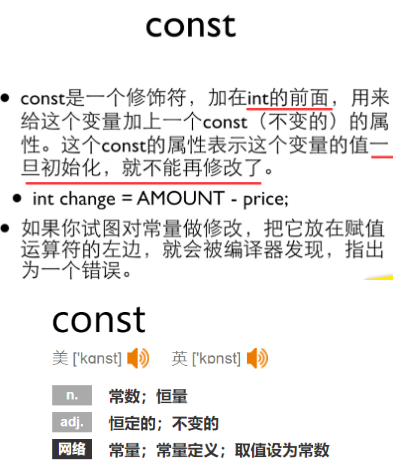 const
• const是一个修饰符，加在int的前面，用来
给这个变量加上一个const（不变的）的属
性。这个const的属性表示这个变量的值一
旦初始化，就不能再修改了。
• int change = AMOUNT - price;
• 如果你试图对常量做修改，把它放在赋值
运算符的左边，就会被编译器发现，指出
为一个错误。
const
美 ['kɑnst] 英 ['kɒnst]
n. 常数；恒量
adj. 恒定的；不变的
网络 常量；常量定义；取值设为常数